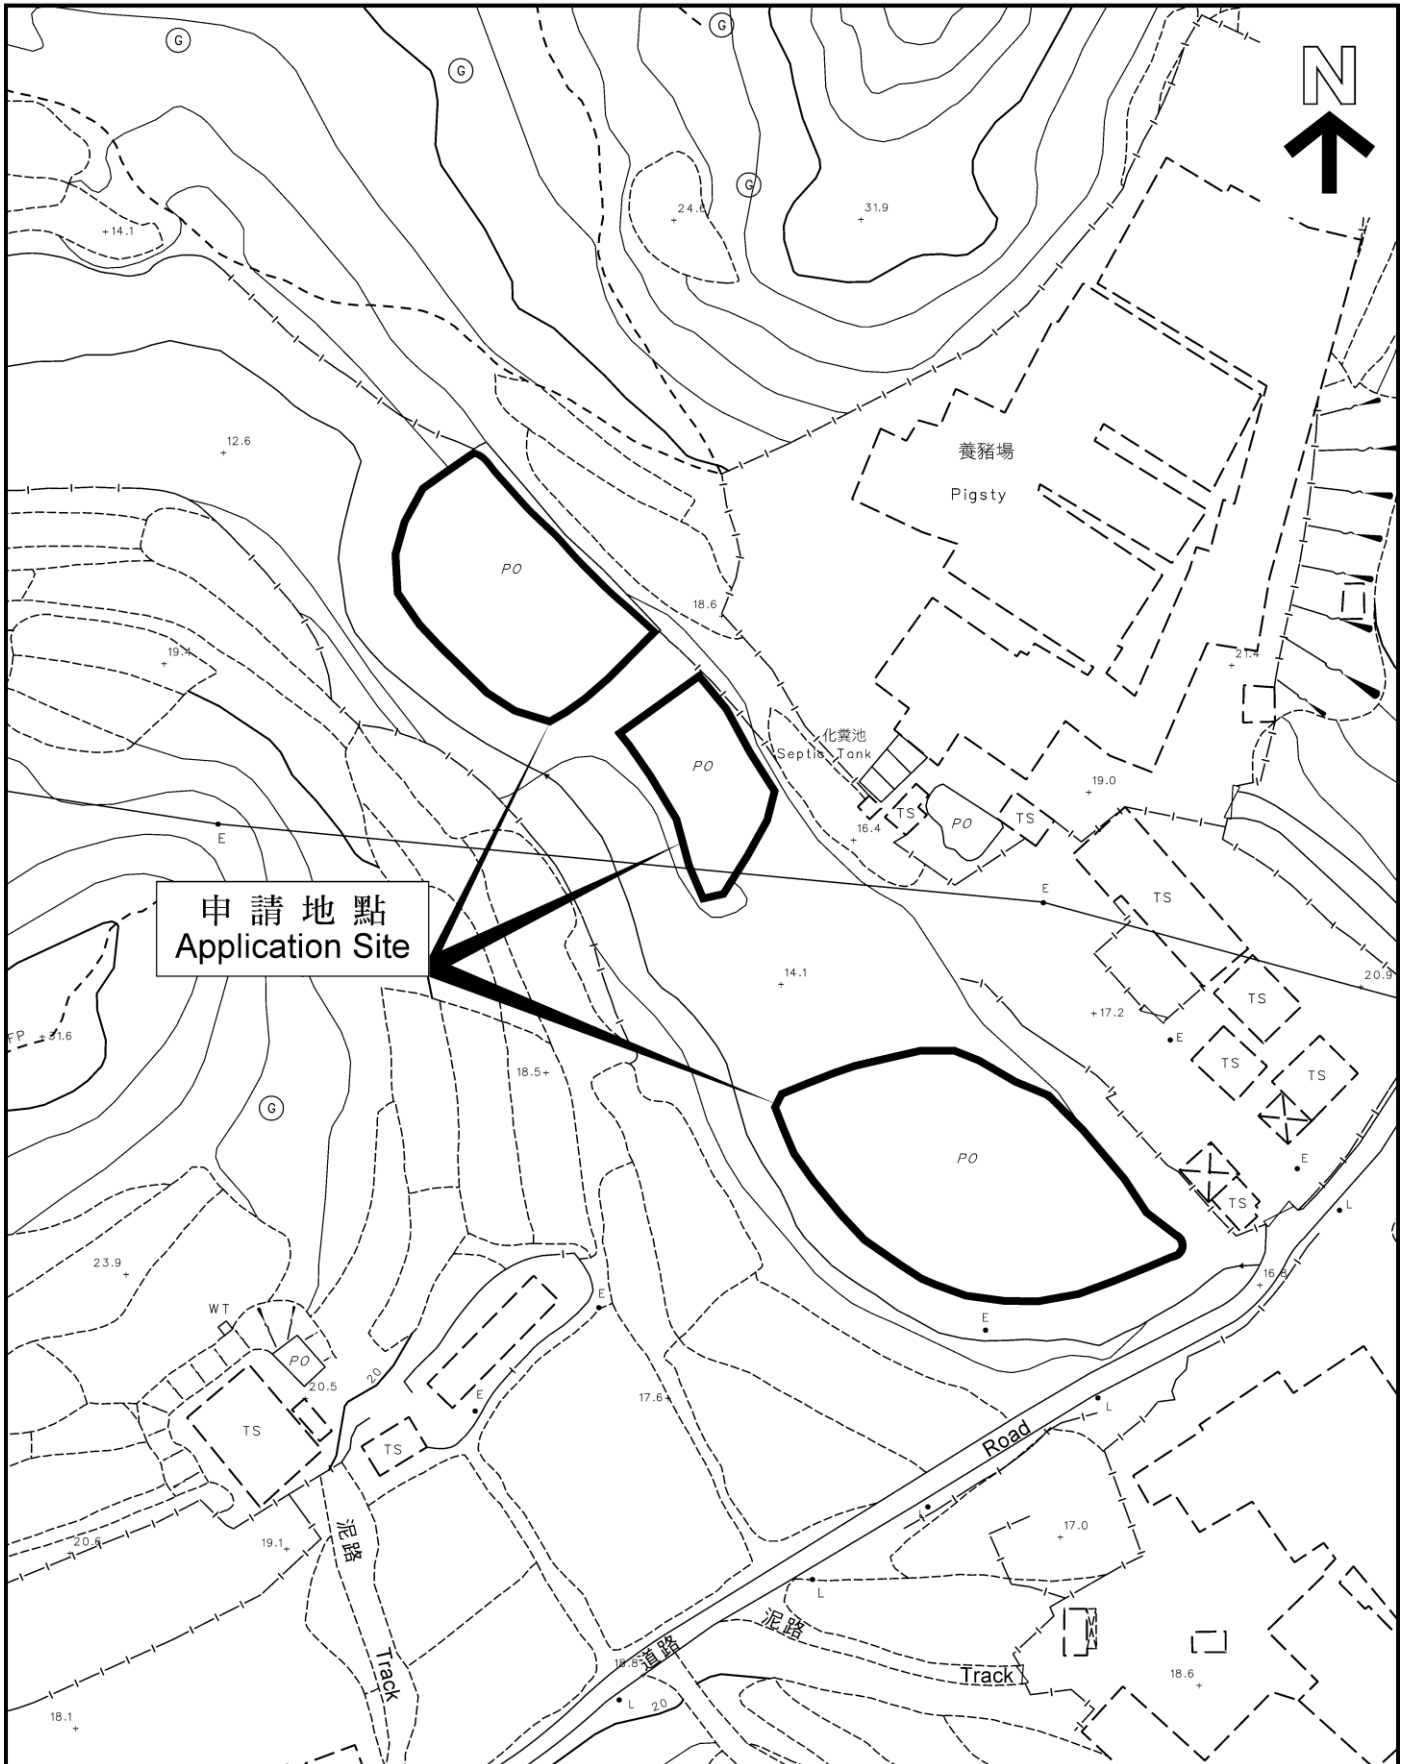 G
G
G
N
24.6
31.9
+14.1
12.6
養豬場
Pigsty
PO
18.6
19.4
21.4
化糞池
Septic Tank
PO
19.0
16.4
TS
PO
TS
E
E
TS
申請地點
Application Site
14.1
20.9
TS
+17.2
E
FP
+31.6
18.5+
TS
TS
G
PO
E
TS
L
23.9
16.8
WT
E
E
PO
20
20.5
17.6+
E
L
TS
TS
Road
泥路
20.6
19.1
17.0
L
L
泥路
道路
18.8
Track
Track
18.6
L
20
18.1